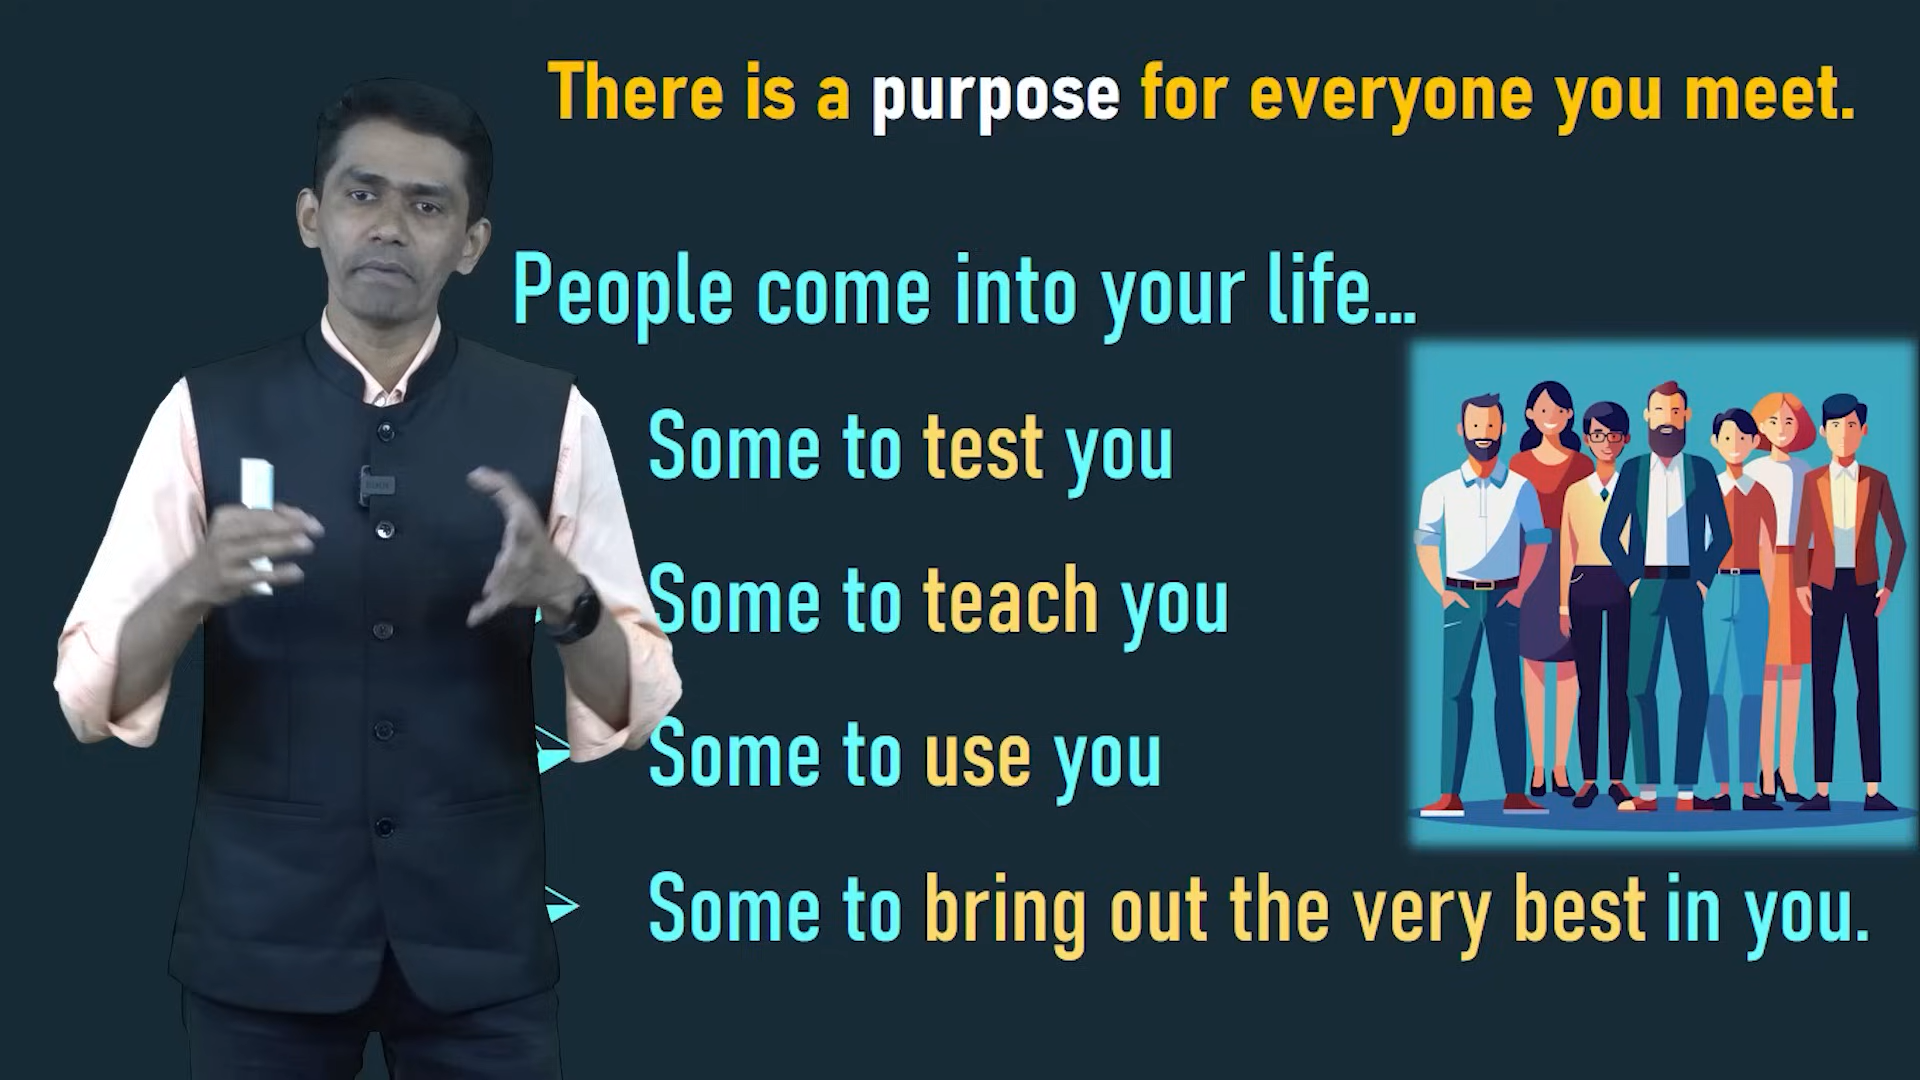 There is a purpose for everyone you meet.
People come into your life...
Some to test you
Some to teach you
Some to use you
Some to bring out the very best in you.